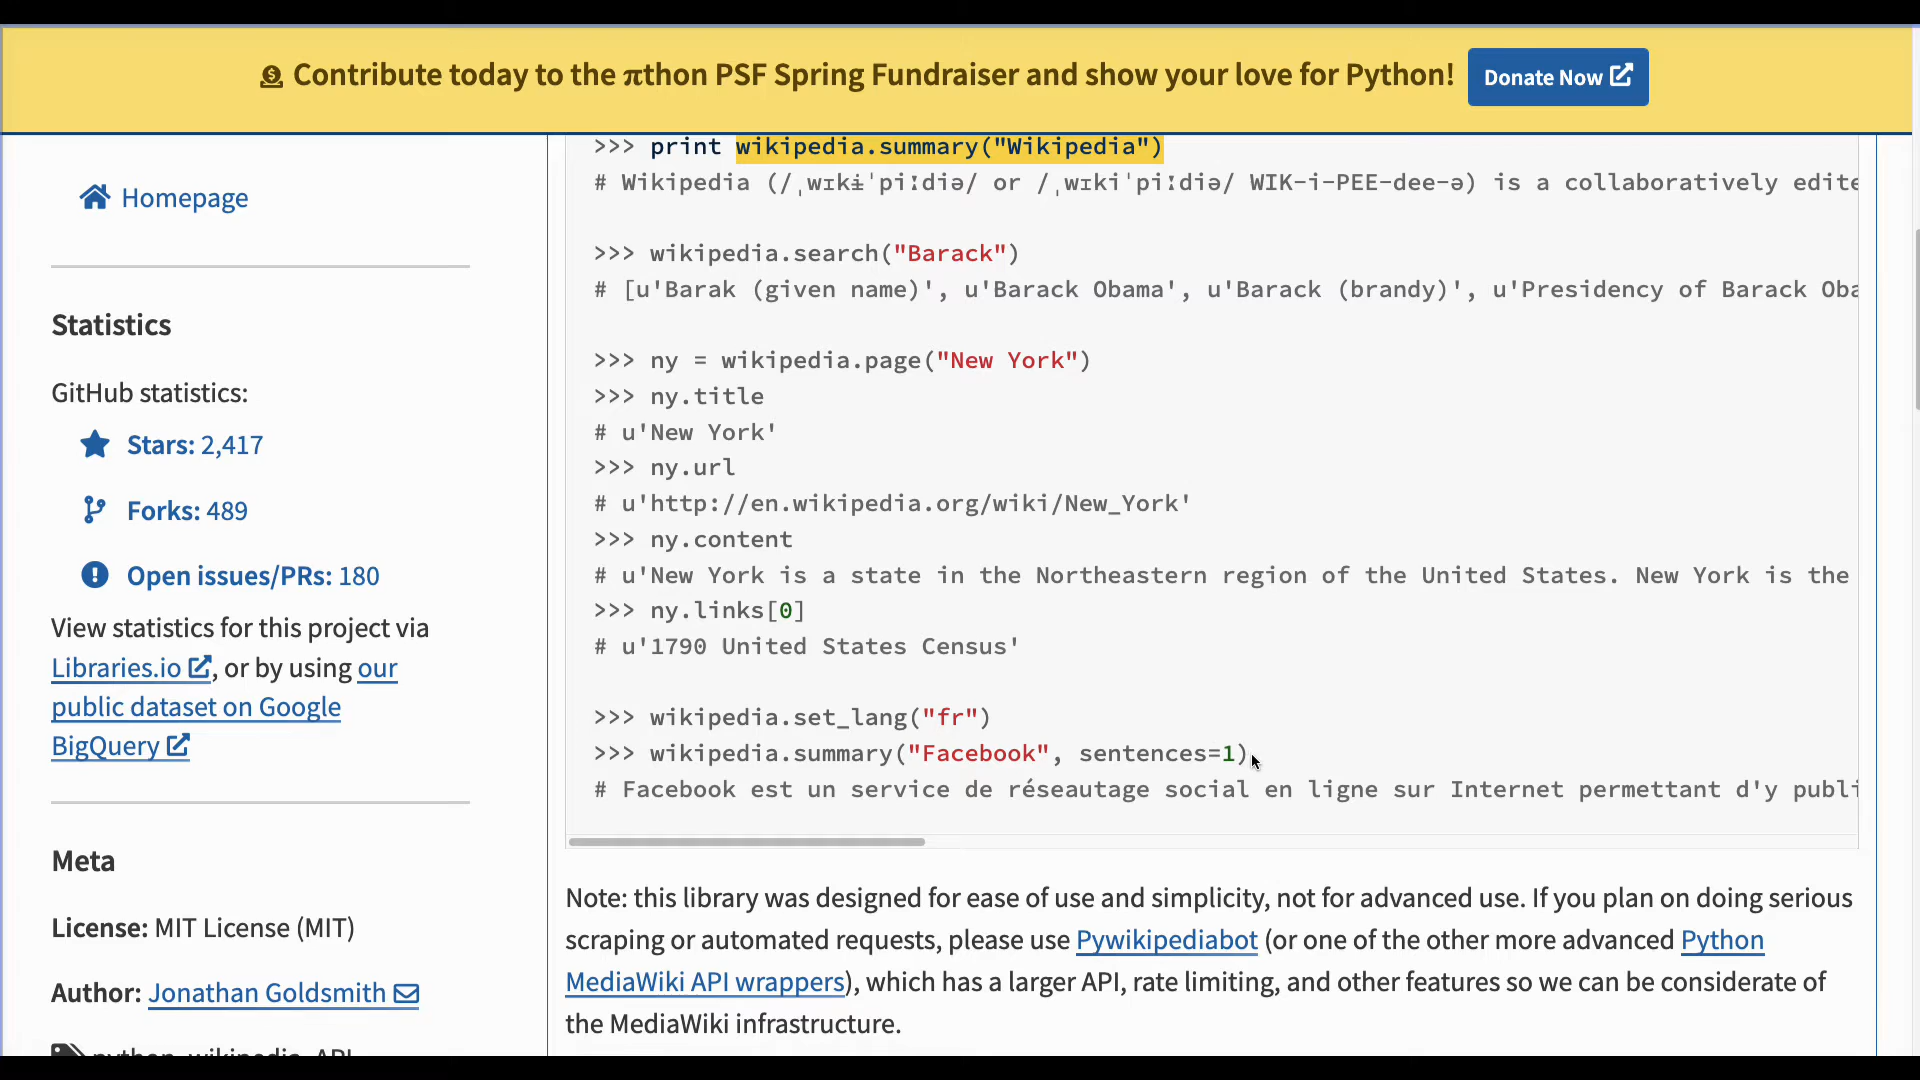 Contribute today to the πthon PSF Spring Fundraiser and show your love for Python!
Donate Now
Homepage
Statistics
GitHub statistics:
Stars: 2,417
Forks: 489
Open issues/PRs: 180
View statistics for this project via
Libraries.io, or by using our
public dataset on Google
BigQuery
Meta
License: MIT License (MIT)
Author: Jonathan Goldsmith
python, wikipedia, API
>>> print wikipedia.summary("Wikipedia")
# Wikipedia (/ˌwɪkɨˈpiːdiə/ or /ˌwɪkiˈpiːdiə/ WIK-i-PEE-dee-ə) is a collaboratively edite
>>> wikipedia.search("Barack")
# [u'Barak (given name)', u'Barack Obama', u'Barack (brandy)', u'Presidency of Barack Oba
>>> ny = wikipedia.page("New York")
>>> ny.title
# u'New York'
>>> ny.url
# u'http://en.wikipedia.org/wiki/New_York'
>>> ny.content
# u'New York is a state in the Northeastern region of the United States. New York is the
>>> ny.links[0]
# u'1790 United States Census'
>>> wikipedia.set_lang("fr")
>>> wikipedia.summary("Facebook", sentences=1)
# Facebook est un service de réseautage social en ligne sur Internet permettant d'y publi
Note: this library was designed for ease of use and simplicity, not for advanced use. If you plan on doing serious
scraping or automated requests, please use Pywikipediabot (or one of the other more advanced Python
MediaWiki API wrappers), which has a larger API, rate limiting, and other features so we can be considerate of
the MediaWiki infrastructure.